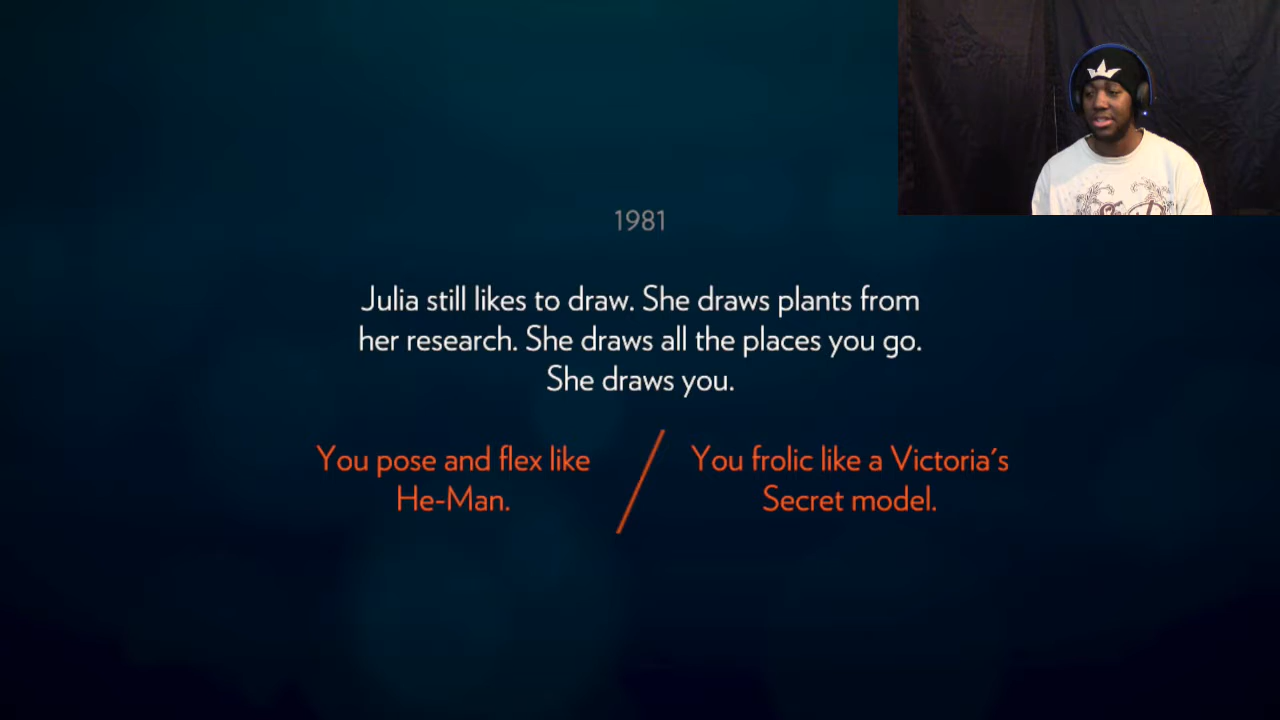 1981
Julia still likes to draw. She draws plants from
her research. She draws all the places you go.
She draws you.
You pose and flex like
He-Man.
You frolic like a Victoria's
Secret model.